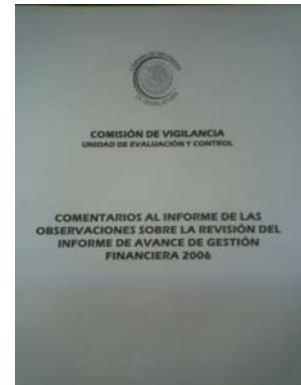 COMISIÓN DE VIGILANCIA
UNIDAD DE EVALUACIÓN Y CONTROL
COMENTARIOS AL INFORME DE LAS
OBSERVACIONES SOBRE LA REVISIÓN DEL
INFORME DE AVANCE DE GESTIÓN
FINANCIERA 2006